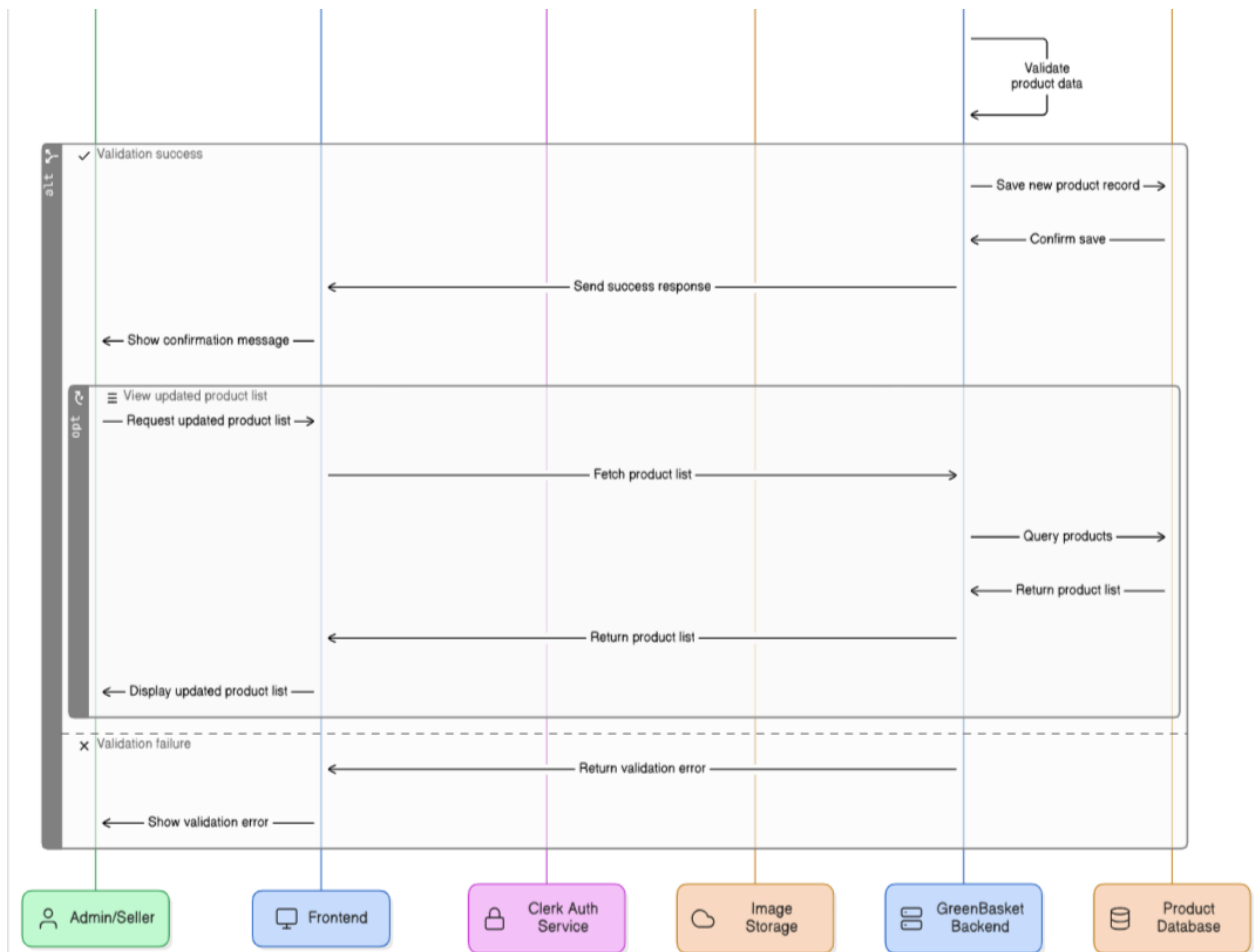 Validate
product data
alt
Validation success
Save new product record
Confirm save
Send success response
Show confirmation message
opt
View updated product list
Request updated product list
Fetch product list
Query products
Return product list
Return product list
Display updated product list
Validation failure
Return validation error
Show validation error
Admin/Seller
Frontend
Clerk Auth
Service
Image
Storage
GreenBasket
Backend
Product
Database